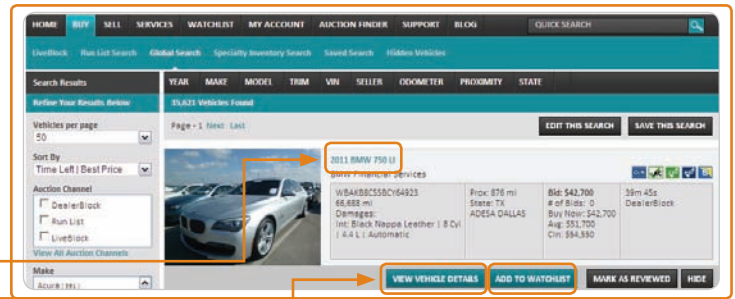 HOME BUY SELL SERVICES WATCHLIST MY ACCOUNT AUCTION FINDER SUPPORT BLOG QUICK SEARCH
LiveBlock Run List Search Global Search Specialty Inventory Search Saved Search Hidden Vehicles
Search Results YEAR MAKE MODEL TRIM VIN SELLER ODOMETER PROXIMITY STATE
Refine Your Results Below 35,621 Vehicles Found
Vehicles per page Page - 1 Next Last EDIT THIS SEARCH SAVE THIS SEARCH
50
Sort By 2011 BMW 750 LI
Time Left | Best Price BMW Financial Services
Auction Channel
DealerBlock 66,688 mi State: TX # of Bids: 0 DealerBlock
Run List Damages: ADESA DALLAS Buy Now: $42,700
LiveBlock Int: Black Nappa Leather | 8 Cyl Avg: $51,700
View All Auction Channels | 4.4 L | Automatic
Prox: 876 mi Bid: $42,700 39m 45s
Make
VIEW VEHICLE DETAILS ADD TO WATCHLIST MARK AS REVIEWED HIDE